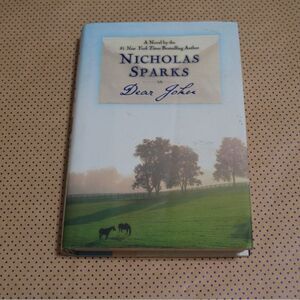 A Novel by the
#1 New York Times Bestselling Author
NICHOLAS
SPARKS
Dear John